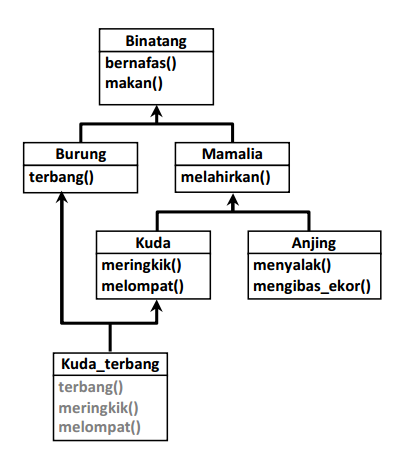 Binatang
bernafas()
makan()
Burung
terbang()
Mamalia
melahirkan()
Kuda
meringkik()
melompat()
Anjing
menyalak()
mengibas_ekor()
Kuda_terbang
terbang()
meringkik()
melompat()